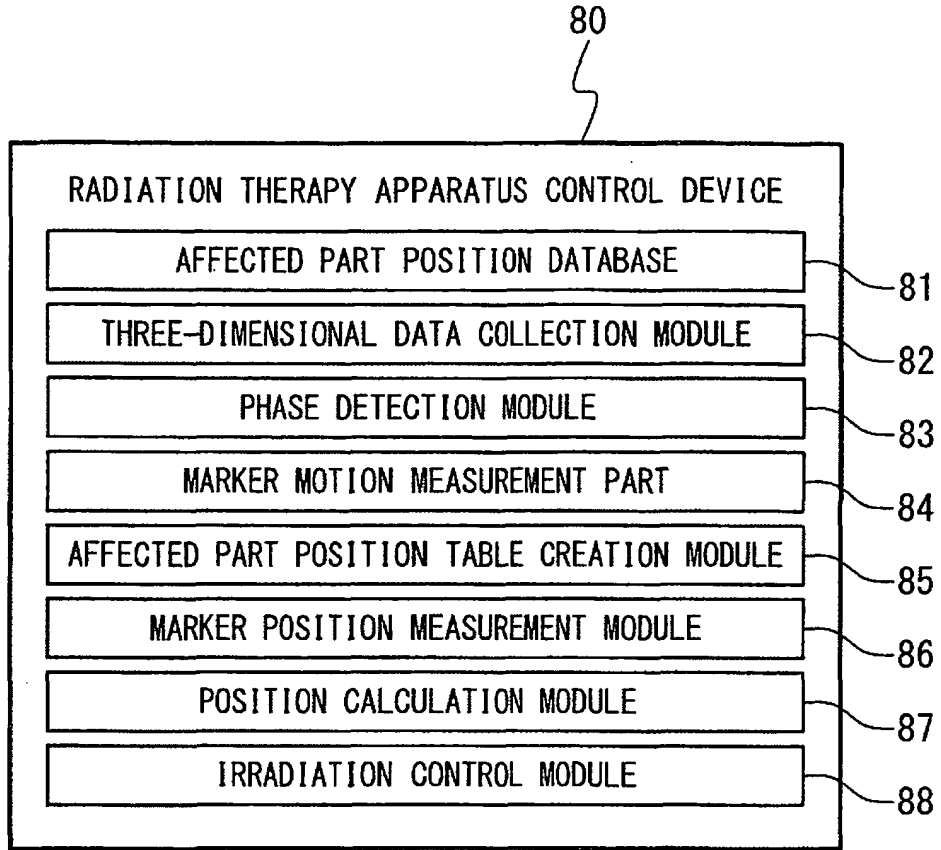 80
RADIATION THERAPY APPARATUS CONTROL DEVICE
AFFECTED PART POSITION DATABASE
81
THREE-DIMENSIONAL DATA COLLECTION MODULE
82
PHASE DETECTION MODULE
83
MARKER MOTION MEASUREMENT PART
84
AFFECTED PART POSITION TABLE CREATION MODULE
85
MARKER POSITION MEASUREMENT MODULE
86
POSITION CALCULATION MODULE
87
IRRADIATION CONTROL MODULE
88